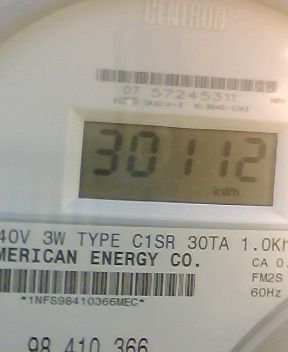 CENTRON
07 57245311
30112
kWh
40V 3W TYPE C1SR 30TA 1.0Kh
MERICAN ENERGY CO.
CA 0.
FM2S
*1NFS98410366MEC*
60Hz
98 410 366